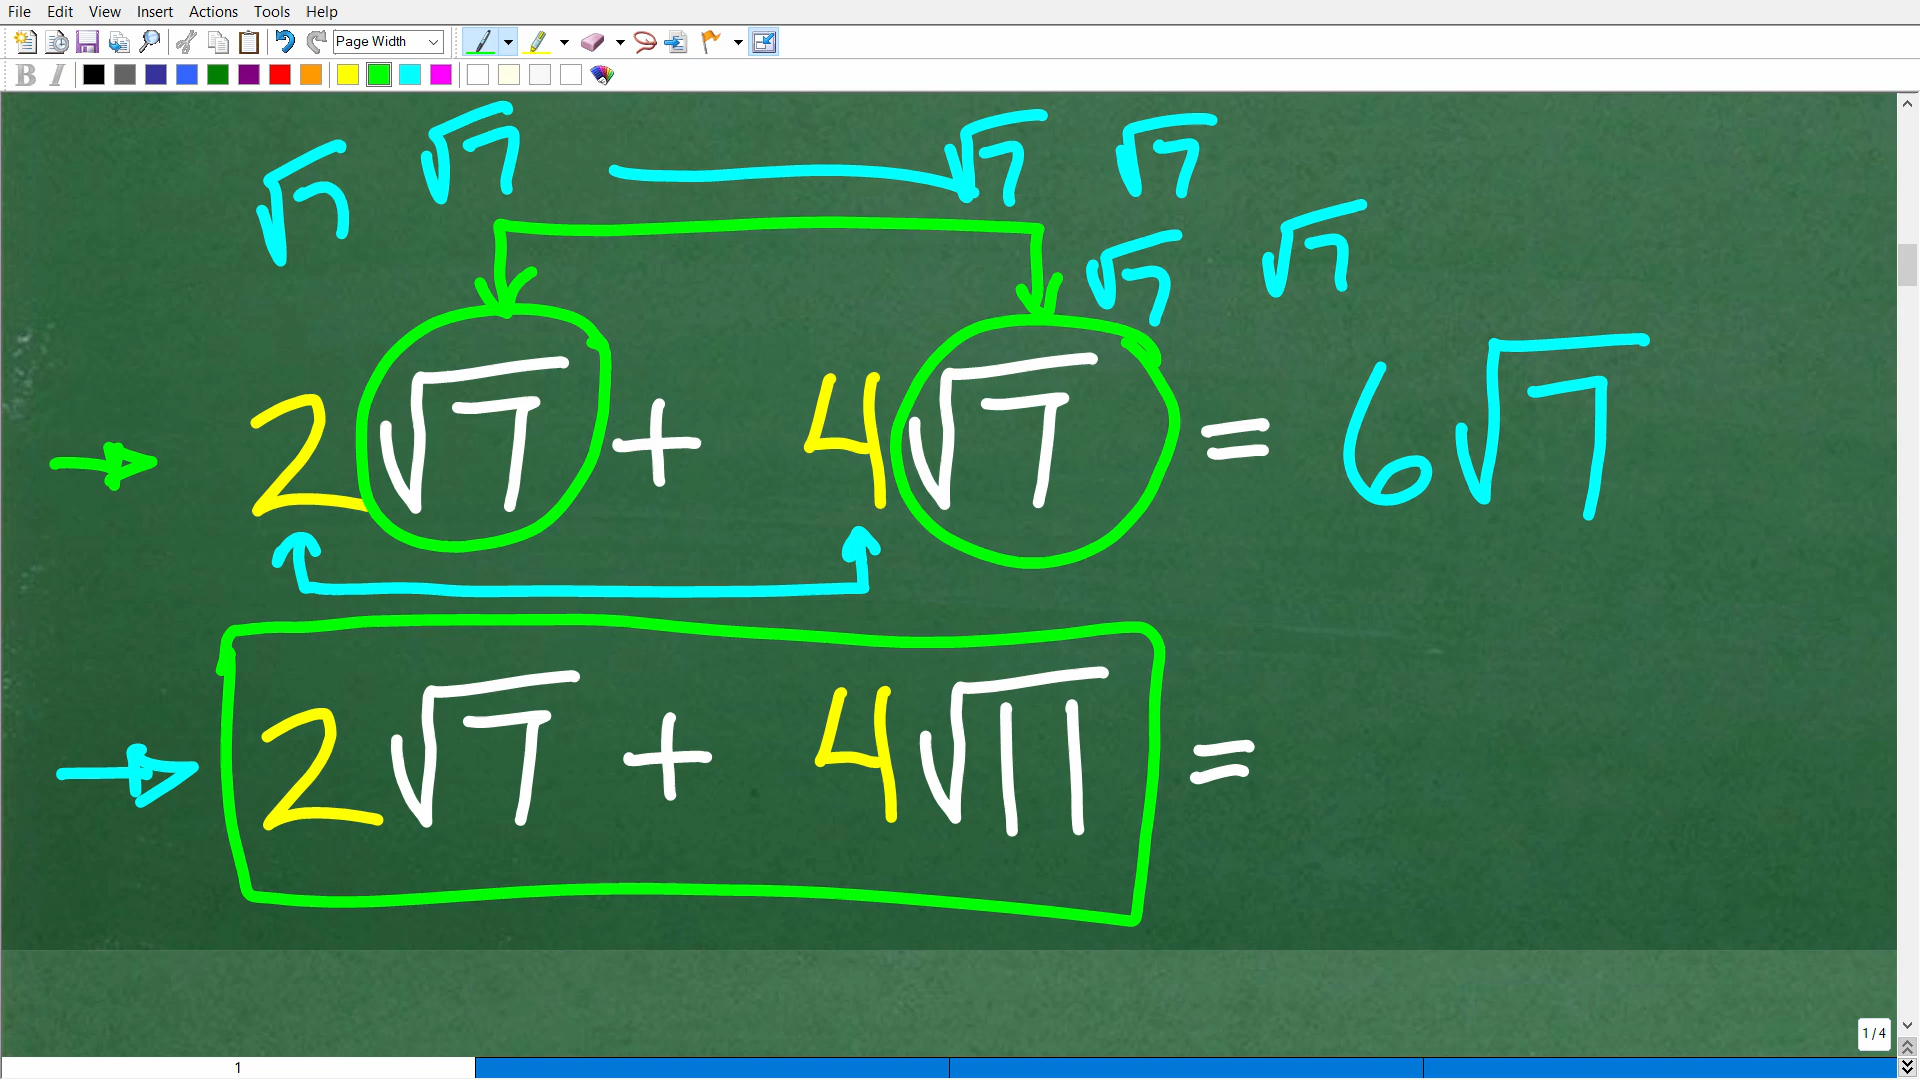 File Edit View Insert Actions Tools Help
Page Width
B I
√7 √7 √7 √7
√7 √7
2√7 + 4√7 = 6√7
2√7 + 4√11 =
1 / 4
1